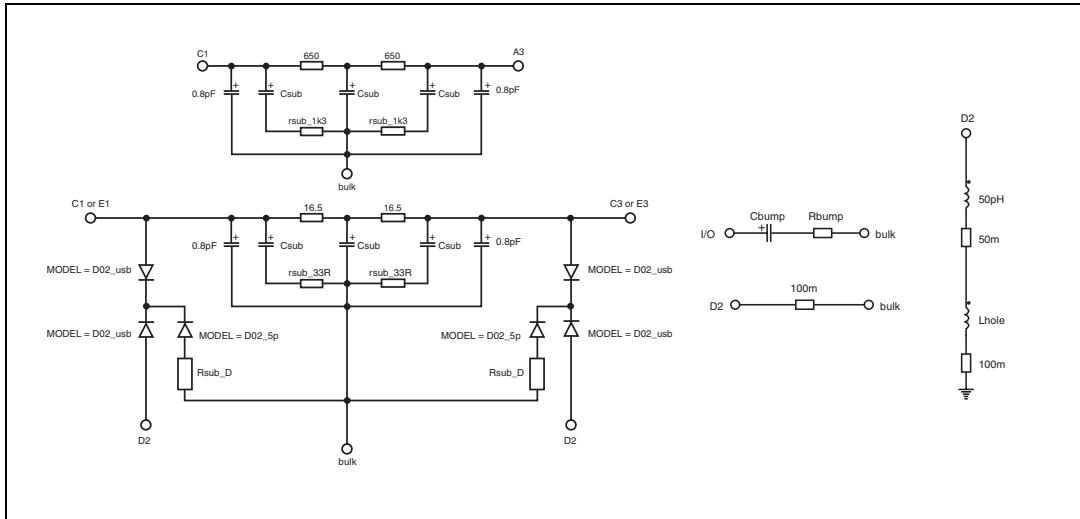 C1
650
650
A3
0.8pF
Csub
Csub
Csub
0.8pF
rsub_1k3
rsub_1k3
bulk
C1 or E1
16.5
16.5
C3 or E3
0.8pF
Csub
Csub
Csub
0.8pF
MODEL = D02_usb
rsub_33R
rsub_33R
MODEL = D02_usb
MODEL = D02_usb
MODEL = D02_5p
MODEL = D02_5p
MODEL = D02_usb
Rsub_D
Rsub_D
D2
bulk
D2
Cbump
Rbump
I/O
bulk
100m
D2
bulk
D2
50pH
50m
Lhole
100m